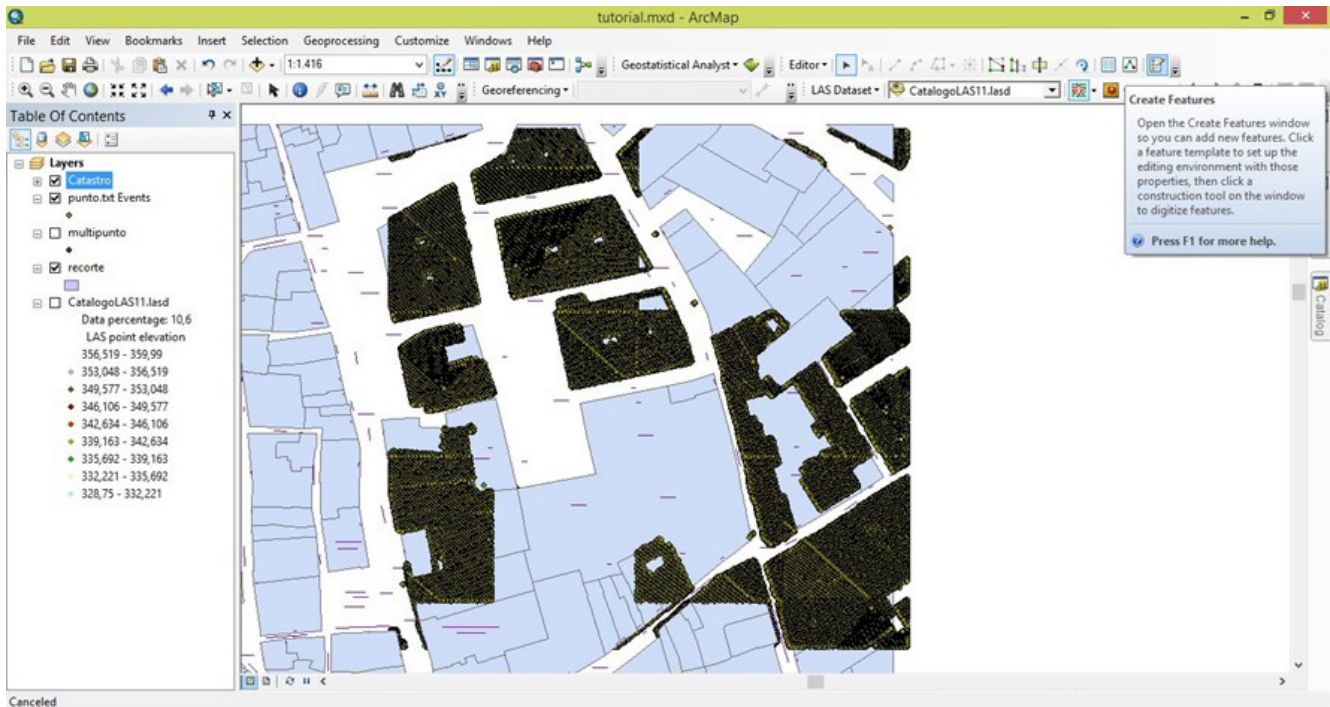 tutorial.mxd - ArcMap
File Edit View Bookmarks Insert Selection Geoprocessing Customize Windows Help
1:1.416
Geostatistical Analyst
Editor
Georeferencing
LAS Dataset
CatalogoLAS11.lasd
Table Of Contents
Layers
Catastro
punto.txt Events
multipunto
recorte
CatalogoLAS11.lasd
Data percentage: 10,6
LAS point elevation
356,519 - 359,99
353,048 - 356,519
349,577 - 353,048
346,106 - 349,577
342,634 - 346,106
339,163 - 342,634
335,692 - 339,163
332,221 - 335,692
328,75 - 332,221
Create Features
Open the Create Features window
so you can add new features. Click
a feature template to set up the
editing environment with those
properties, then click a
construction tool on the window
to digitize features.
Press F1 for more help.
Catalog
Canceled